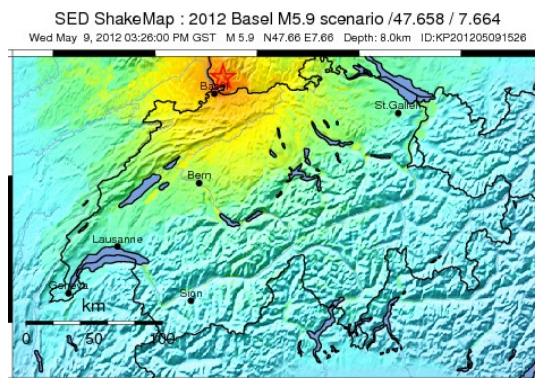 SED ShakeMap : 2012 Basel M5.9 scenario /47.658 / 7.664
Wed May 9, 2012 03:26:00 PM GST M 5.9 N47.66 E7.66 Depth: 8.0km ID:KP201205091526
Basel
St.Gallen
Bern
Lausanne
Geneva
Sion
km
0 50 100